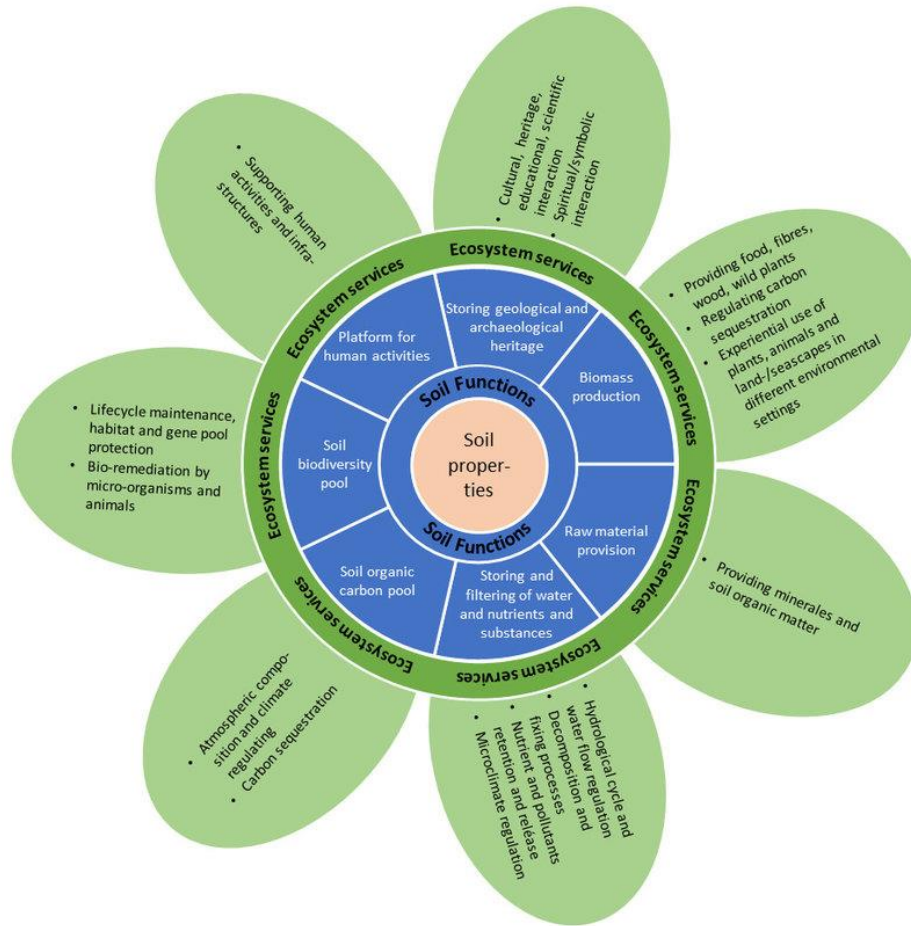 Cultural, heritage,
educational, scientific
interaction
Spiritual/symbolic
interaction
Supporting human
activities and infra-
structures
Providing food, fibres,
wood, wild plants
Regulating carbon
sequestration
Experiential use of
plants, animals and
land-/seascapes in
different environmental
settings
Ecosystem services
Ecosystem services
Ecosystem services
Ecosystem services
Ecosystem services
Ecosystem services
Ecosystem services
Storing geological and
archaeological
heritage
Platform for
human activities
Biomass
production
Soil Functions
Soil
proper-
ties
Soil Functions
Soil
biodiversity
pool
Raw material
provision
Soil organic
carbon pool
Storing and
filtering of water
and nutrients and
substances
Lifecycle maintenance,
habitat and gene pool
protection
Bio-remediation by
micro-organisms and
animals
Providing minerales and
soil organic matter
Atmospheric compo-
sition and climate
regulating
Carbon sequestration
Hydrological cycle and
water flow regulation
Decomposition and
fixing processes
Nutrient and pollutants
retention and reléase
Microclimate regulation